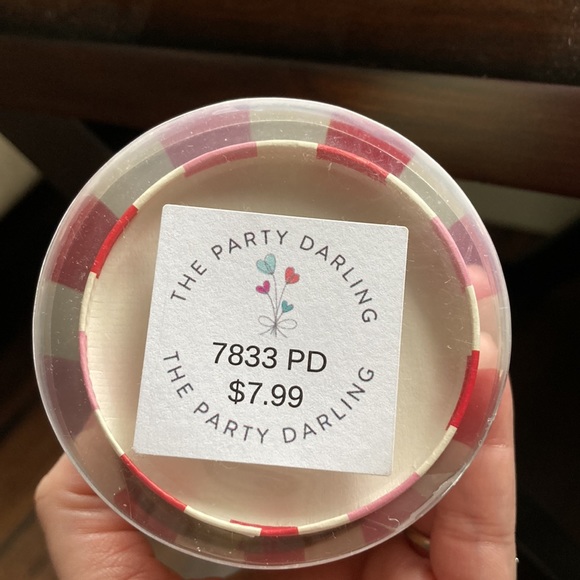 THE PARTY DARLING
7833 PD
$7.99
THE PARTY DARLING